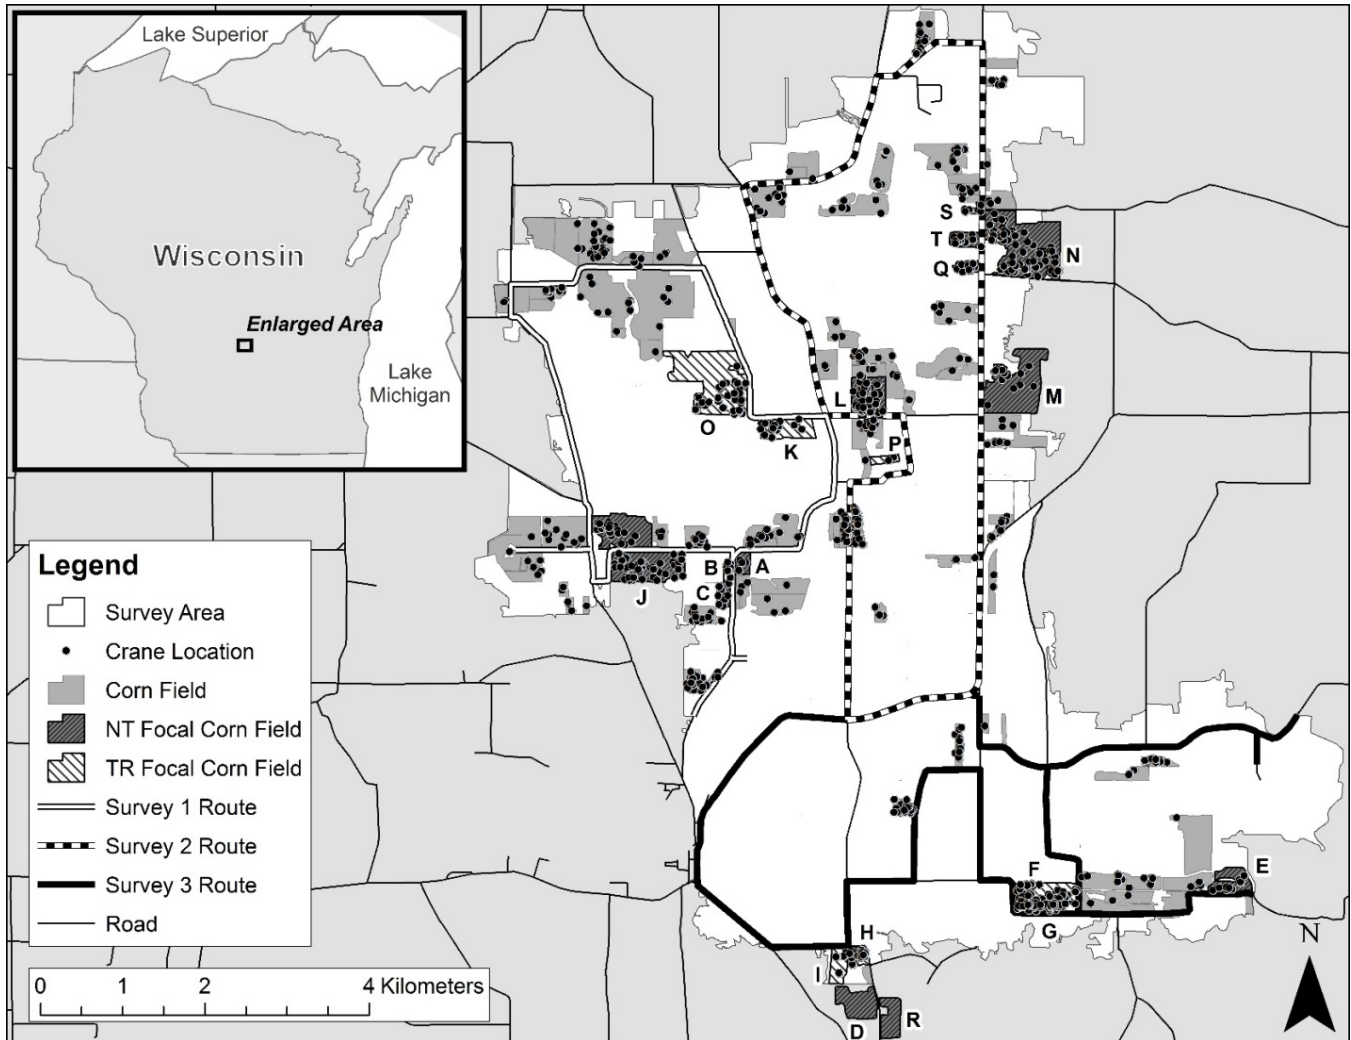 Lake Superior
Wisconsin
Enlarged Area
Lake
Michigan
S
T
N
Q
L
M
O
K
P
B
A
C
J
Legend
Survey Area
Crane Location
Corn Field
NT Focal Corn Field
TR Focal Corn Field
Survey 1 Route
Survey 2 Route
Survey 3 Route
Road
F
E
G
H
I
D
R
N
0 1 2 4 Kilometers